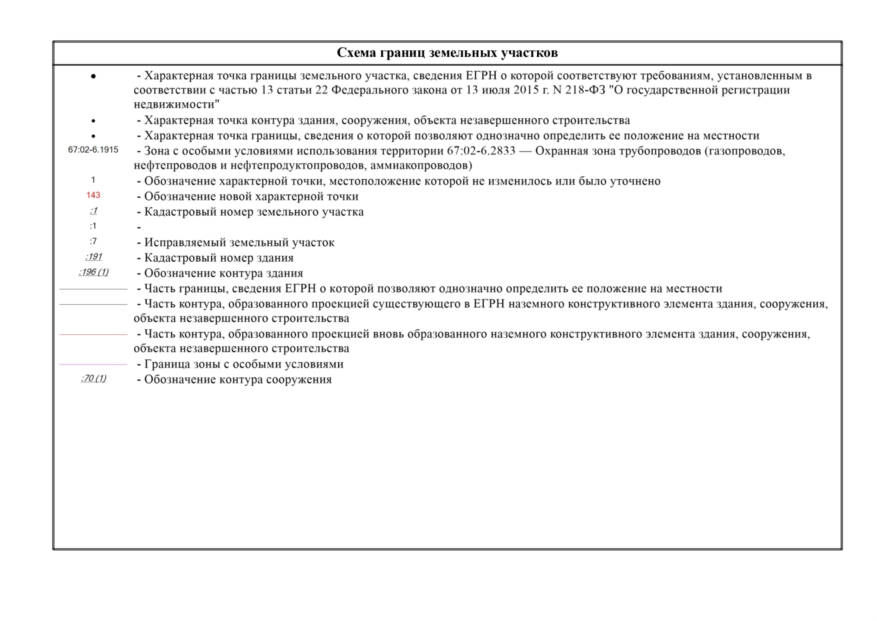 Схема границ земельных участков
- Характерная точка границы земельного участка, сведения ЕГРН о которой соответствуют требованиям, установленным в
соответствии с частью 13 статьи 22 Федерального закона от 13 июля 2015 г. N 218-ФЗ "О государственной регистрации
недвижимости"
- Характерная точка контура здания, сооружения, объекта незавершенного строительства
- Характерная точка границы, сведения о которой позволяют однозначно определить ее положение на местности
67:02-6.1915 - Зона с особыми условиями использования территории 67:02-6.2833 — Охранная зона трубопроводов (газопроводов,
нефтепроводов и нефтепродуктопроводов, аммиакопроводов)
1 - Обозначение характерной точки, местоположение которой не изменилось или было уточнено
143 - Обозначение новой характерной точки
:1 - Кадастровый номер земельного участка
:1 -
:7 - Исправляемый земельный участок
:191 - Кадастровый номер здания
:196 (1) - Обозначение контура здания
- Часть границы, сведения ЕГРН о которой позволяют однозначно определить ее положение на местности
- Часть контура, образованного проекцией существующего в ЕГРН наземного конструктивного элемента здания, сооружения,
объекта незавершенного строительства
- Часть контура, образованного проекцией вновь образованного наземного конструктивного элемента здания, сооружения,
объекта незавершенного строительства
- Граница зоны с особыми условиями
:70 (1) - Обозначение контура сооружения